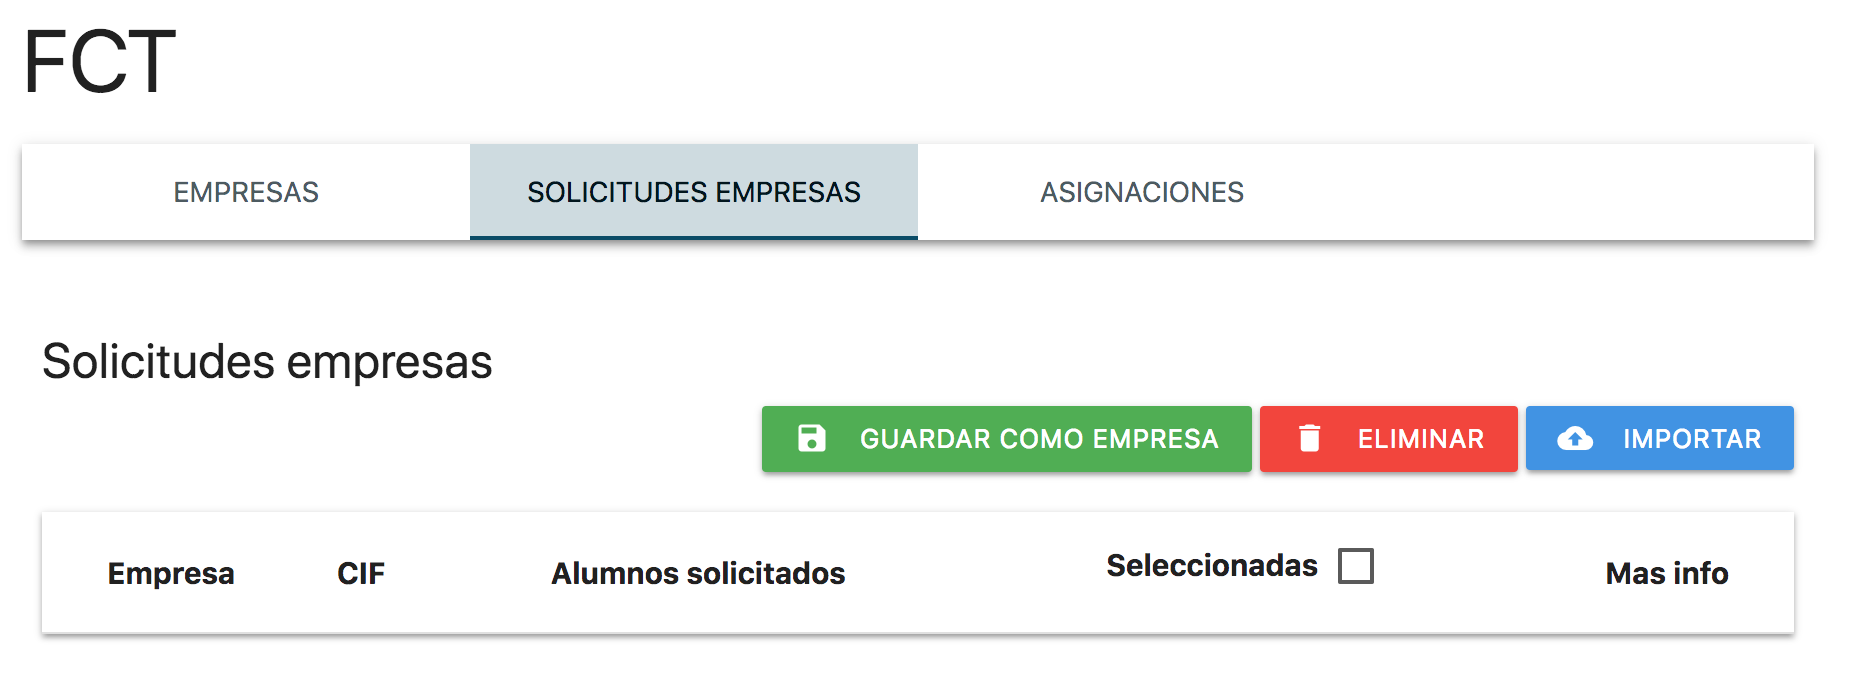 FCT
EMPRESAS SOLICITUDES EMPRESAS ASIGNACIONES
Solicitudes empresas
GUARDAR COMO EMPRESA ELIMINAR IMPORTAR
Empresa CIF Alumnos solicitados Seleccionadas Mas info